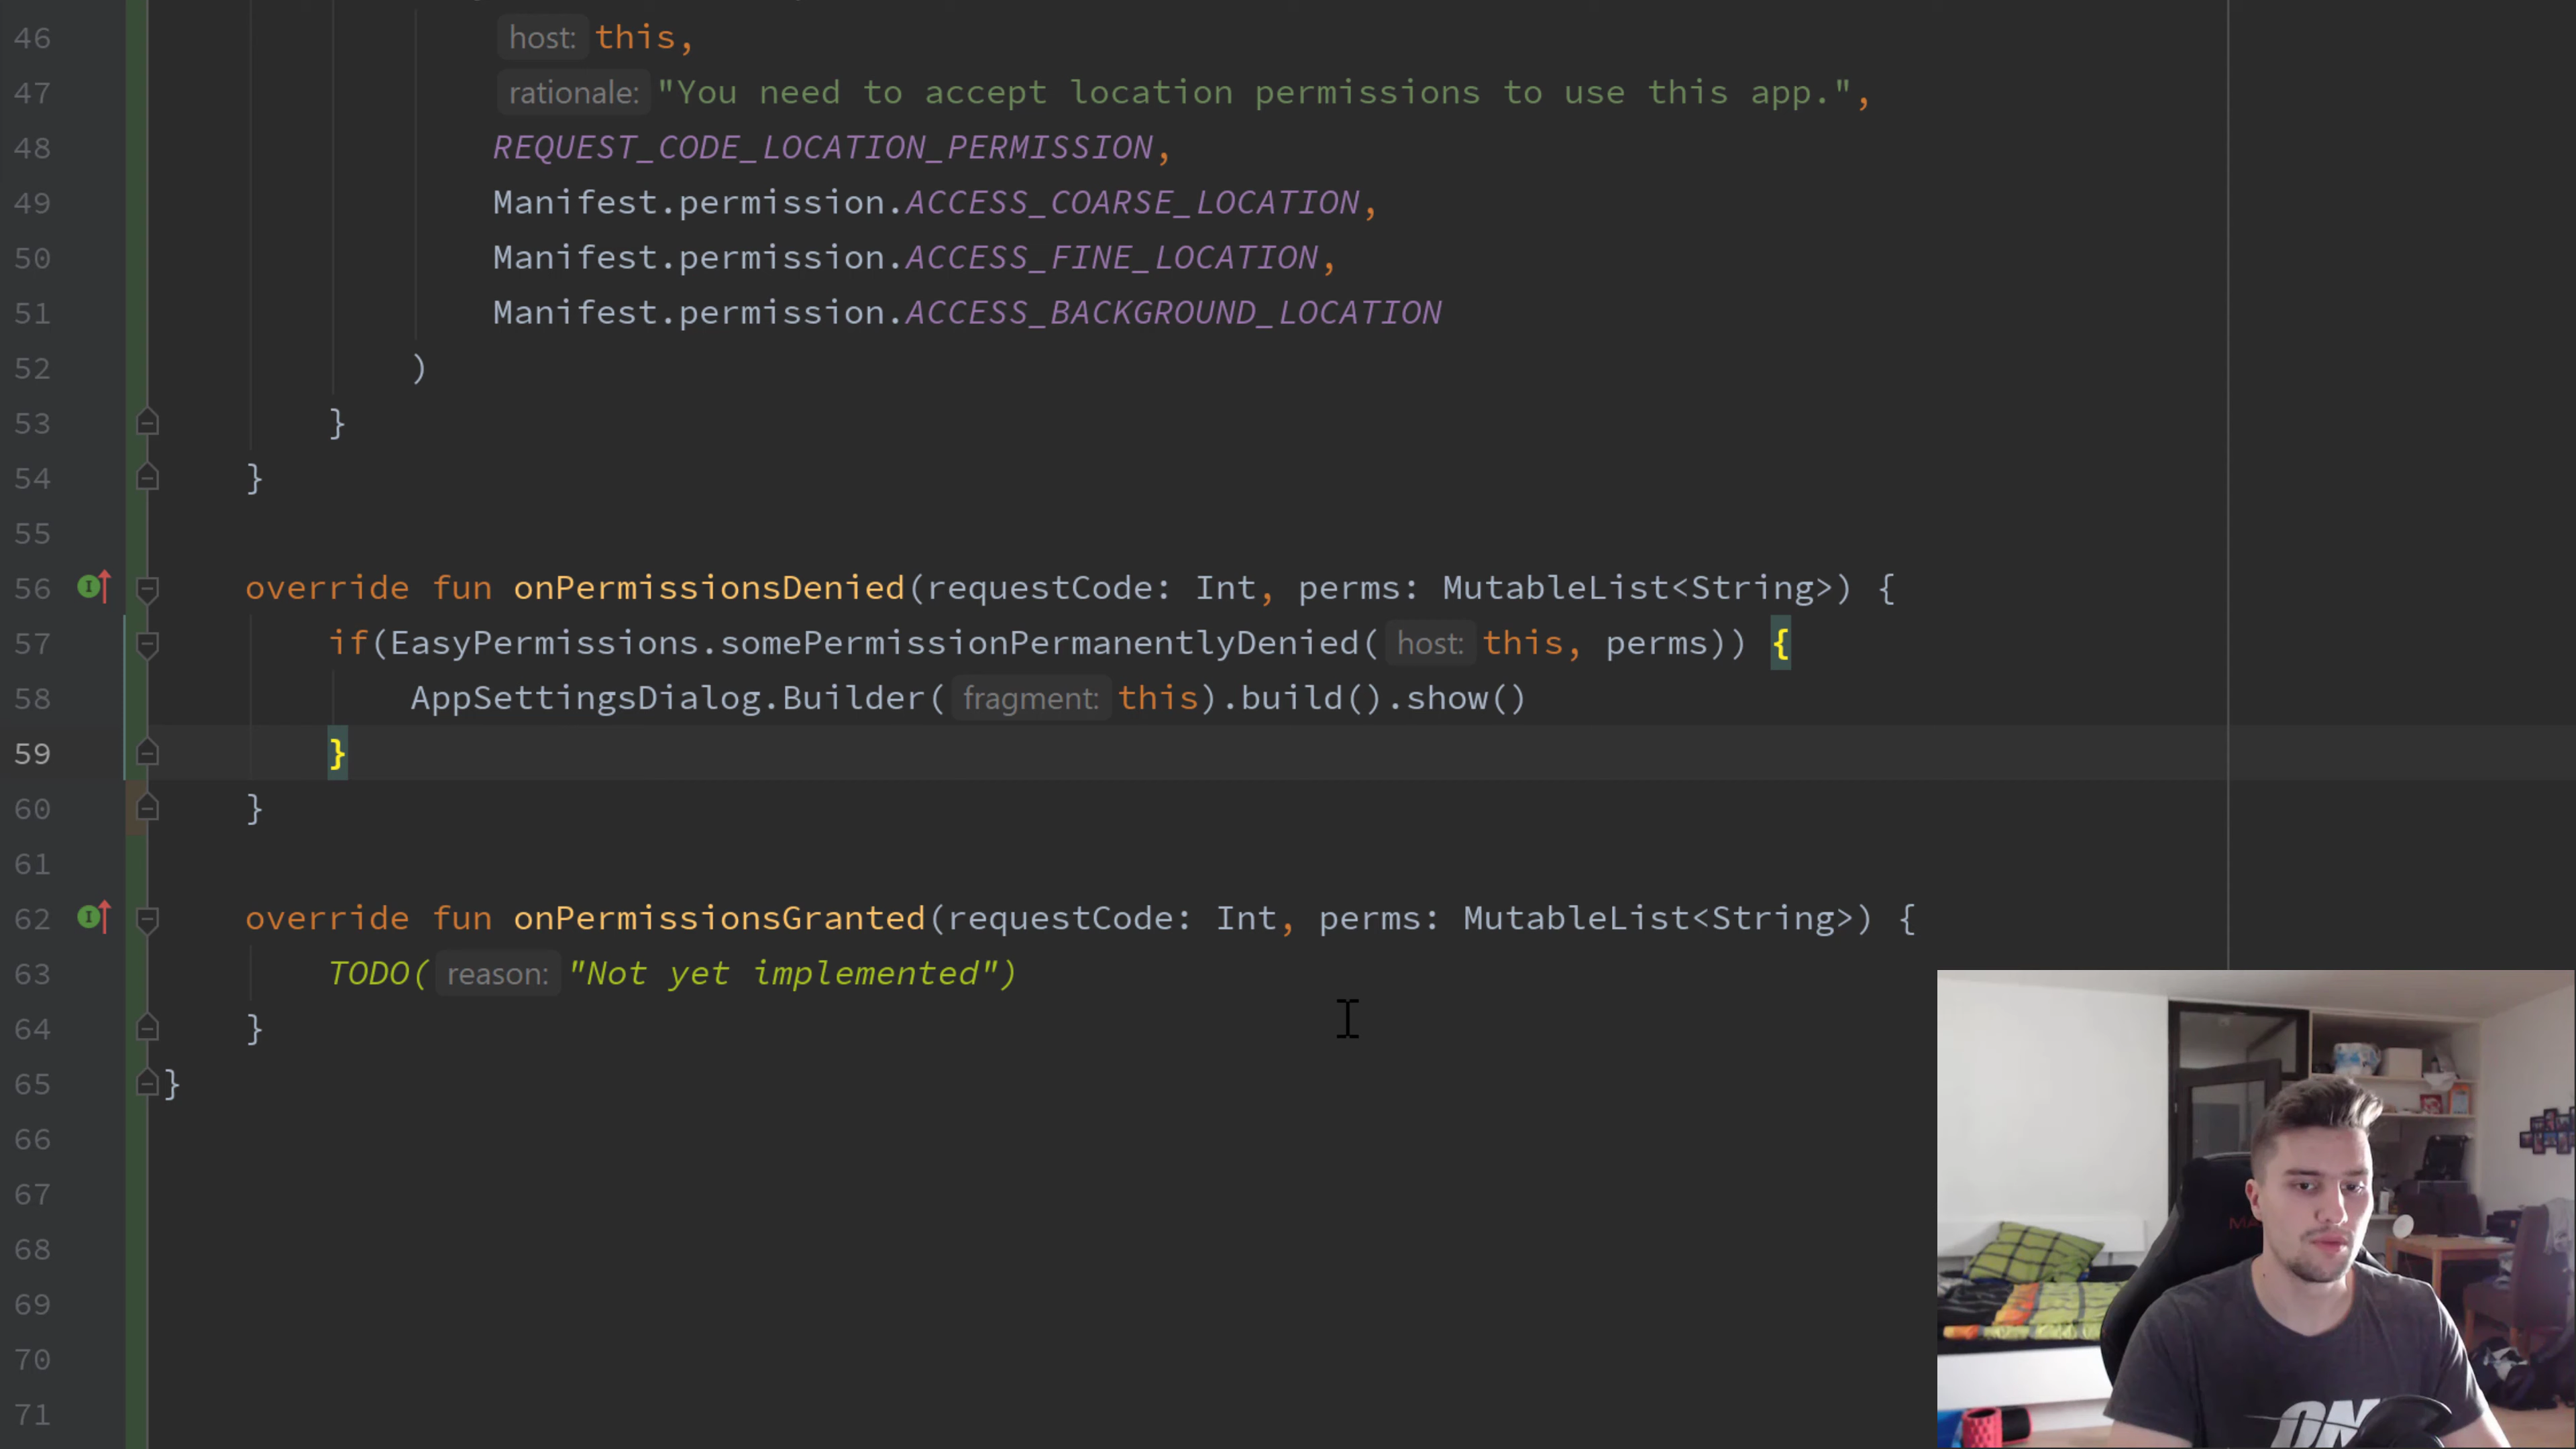 46 host: this,
47 rationale: "You need to accept location permissions to use this app.",
48 REQUEST_CODE_LOCATION_PERMISSION,
49 Manifest.permission.ACCESS_COARSE_LOCATION,
50 Manifest.permission.ACCESS_FINE_LOCATION,
51 Manifest.permission.ACCESS_BACKGROUND_LOCATION
52 )
53 }
54 }
55
56 override fun onPermissionsDenied(requestCode: Int, perms: MutableList<String>) {
57 if(EasyPermissions.somePermissionPermanentlyDenied( host: this, perms)) {
58 AppSettingsDialog.Builder( fragment: this).build().show()
59 }
60 }
61
62 override fun onPermissionsGranted(requestCode: Int, perms: MutableList<String>) {
63 TODO( reason: "Not yet implemented")
64 }
65 }
66
67
68
69
70
71